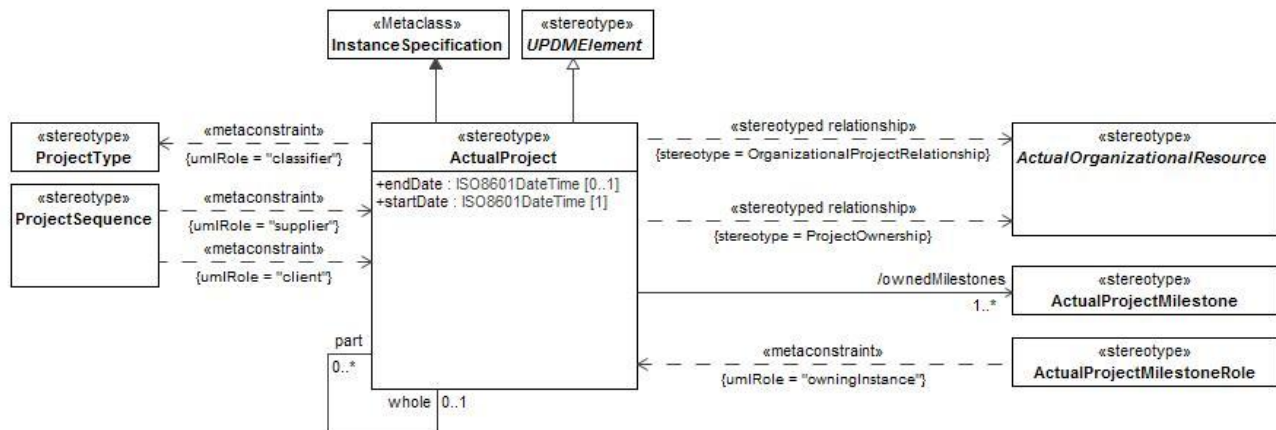 «Metaclass»
InstanceSpecification
«stereotype»
UPDMElement
«stereotype»
ProjectType
«metaconstraint»
{umlRole = "classifier"}
«stereotype»
ProjectSequence
«metaconstraint»
{umlRole = "supplier"}
«metaconstraint»
{umlRole = "client"}
«stereotype»
ActualProject
+endDate : ISO8601DateTime [0..1]
+startDate : ISO8601DateTime [1]
part
0..*
whole
0..1
«stereotyped relationship»
{stereotype = OrganizationalProjectRelationship}
«stereotyped relationship»
{stereotype = ProjectOwnership}
«stereotype»
ActualOrganizationalResource
/ownedMilestones
1..*
«stereotype»
ActualProjectMilestone
«metaconstraint»
{umlRole = "owningInstance"}
«stereotype»
ActualProjectMilestoneRole